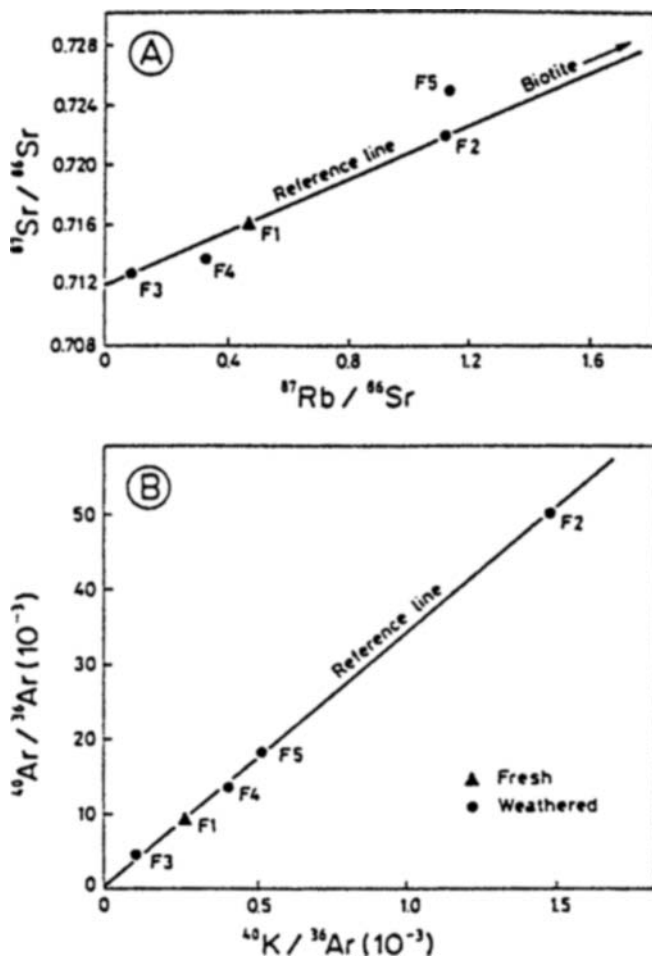 A
0.728
0.724
0.720
0.716
0.712
0.708
⁸⁷Sr / ⁸⁶Sr
Biotite
F5
F2
Reference line
F1
F4
F3
0 0.4 0.8 1.2 1.6
⁸⁷Rb / ⁸⁶Sr
B
50
40
30
20
10
0
⁴⁰Ar / ³⁶Ar (10⁻³)
F2
Reference line
F5
F4
F1
F3
▲ Fresh
● Weathered
0 0.5 1.0 1.5
⁴⁰K / ³⁶Ar (10⁻³)